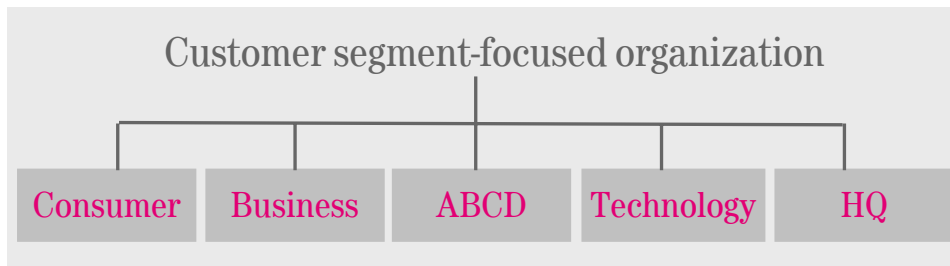 Customer segment-focused organization
Consumer Business ABCD Technology HQ